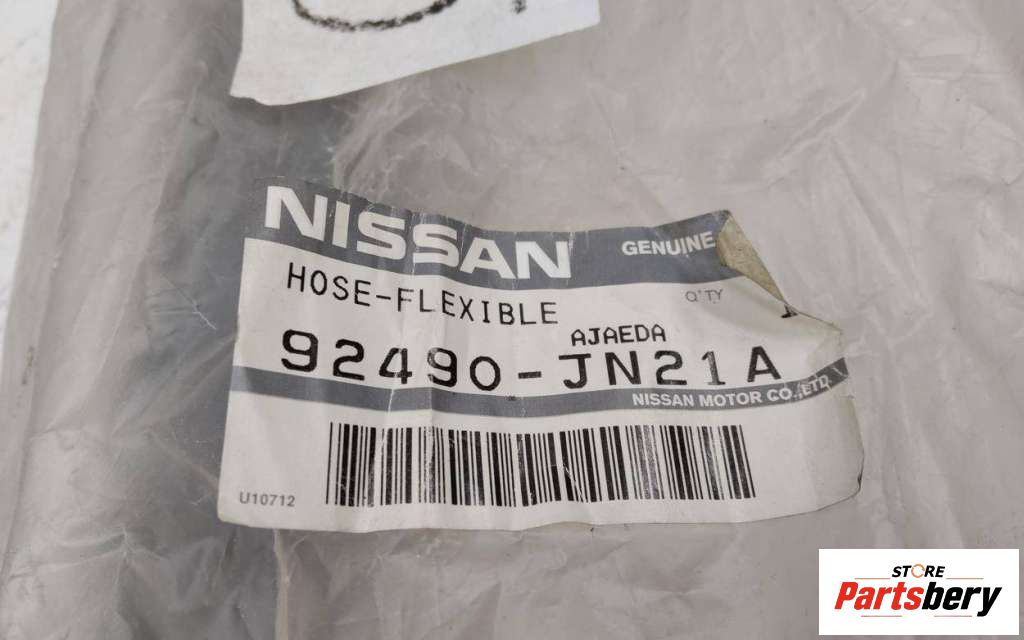 NISSAN GENUINE
HOSE-FLEXIBLE Q'TY
AJAEDA
92490-JN21A
NISSAN MOTOR CO.,LTD
U10712
STORE
Partsbery